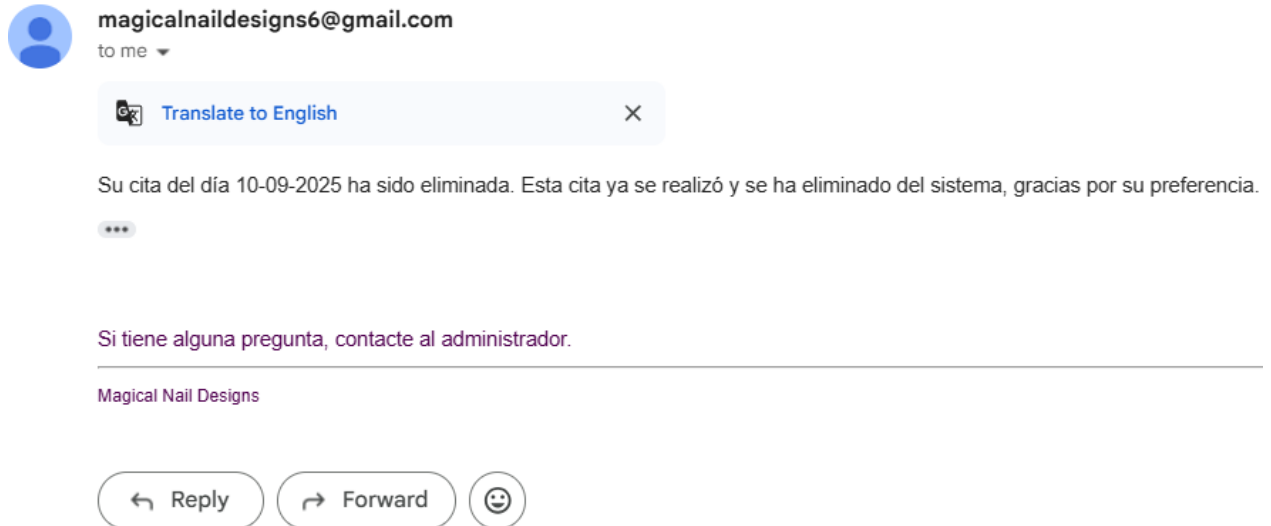 magicalnaildesigns6@gmail.com
to me
Translate to English
Su cita del día 10-09-2025 ha sido eliminada. Esta cita ya se realizó y se ha eliminado del sistema, gracias por su preferencia.
Si tiene alguna pregunta, contacte al administrador.
Magical Nail Designs
Reply Forward